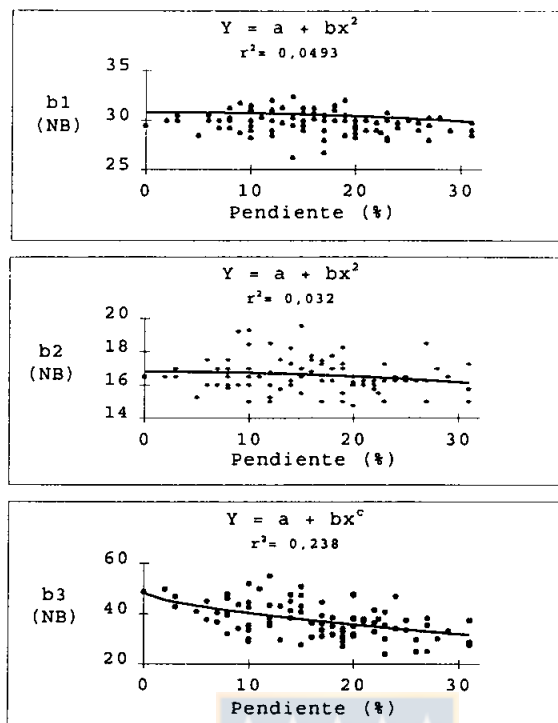 Y = a + bx²
r²= 0,0493
35
b1
30
(NB)
25
0 10 20 30
Pendiente (%)
Y = a + bx²
r²= 0,032
20
b2
18
(NB)
16
14
0 10 20 30
Pendiente (%)
Y = a + bxᶜ
r²= 0,238
60
b3
40
(NB)
20
0 10 20 30
Pendiente (%)